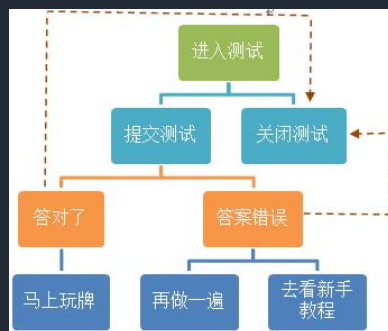 进入测试
提交测试
关闭测试
答对了
答案错误
马上玩牌
再做一遍
去看新手
教程